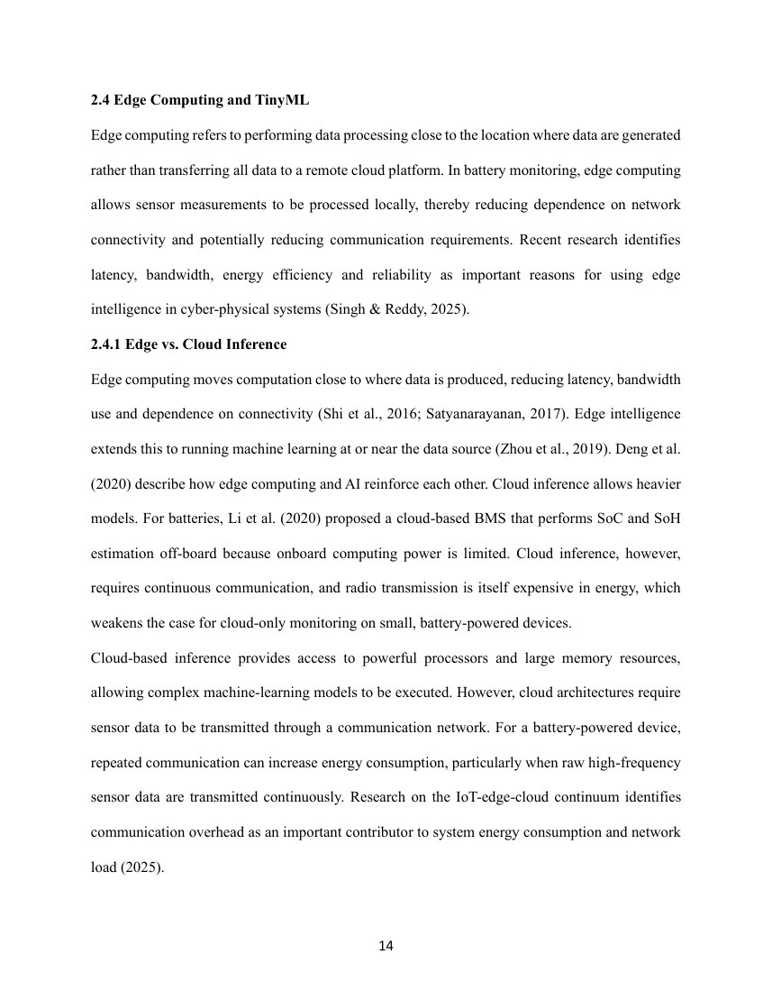 2.4 Edge Computing and TinyML
Edge computing refers to performing data processing close to the location where data are generated
rather than transferring all data to a remote cloud platform. In battery monitoring, edge computing
allows sensor measurements to be processed locally, thereby reducing dependence on network
connectivity and potentially reducing communication requirements. Recent research identifies
latency, bandwidth, energy efficiency and reliability as important reasons for using edge
intelligence in cyber-physical systems (Singh & Reddy, 2025).
2.4.1 Edge vs. Cloud Inference
Edge computing moves computation close to where data is produced, reducing latency, bandwidth
use and dependence on connectivity (Shi et al., 2016; Satyanarayanan, 2017). Edge intelligence
extends this to running machine learning at or near the data source (Zhou et al., 2019). Deng et al.
(2020) describe how edge computing and AI reinforce each other. Cloud inference allows heavier
models. For batteries, Li et al. (2020) proposed a cloud-based BMS that performs SoC and SoH
estimation off-board because onboard computing power is limited. Cloud inference, however,
requires continuous communication, and radio transmission is itself expensive in energy, which
weakens the case for cloud-only monitoring on small, battery-powered devices.
Cloud-based inference provides access to powerful processors and large memory resources,
allowing complex machine-learning models to be executed. However, cloud architectures require
sensor data to be transmitted through a communication network. For a battery-powered device,
repeated communication can increase energy consumption, particularly when raw high-frequency
sensor data are transmitted continuously. Research on the IoT-edge-cloud continuum identifies
communication overhead as an important contributor to system energy consumption and network
load (2025).
14